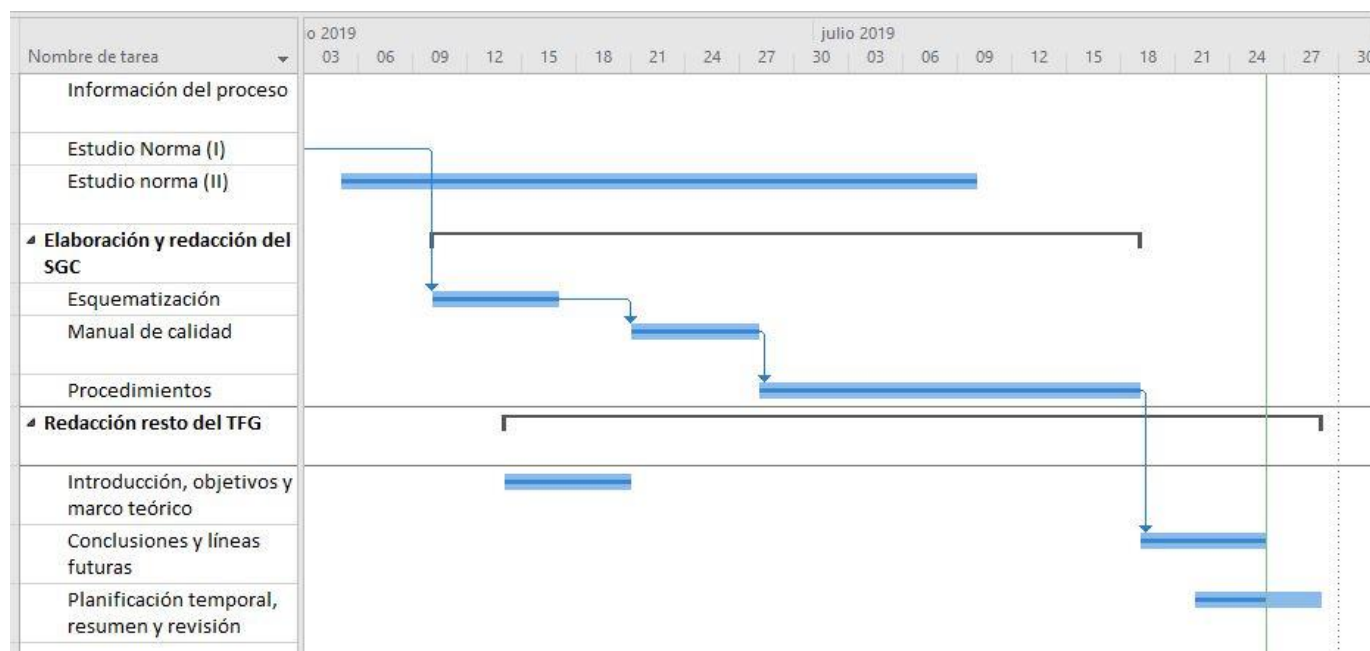 o 2019
julio 2019
Nombre de tarea
03 06 09 12 15 18 21 24 27 30 03 06 09 12 15 18 21 24 27 30
Información del proceso
Estudio Norma (I)
Estudio norma (II)
Elaboración y redacción del
SGC
Esquematización
Manual de calidad
Procedimientos
Redacción resto del TFG
Introducción, objetivos y
marco teórico
Conclusiones y líneas
futuras
Planificación temporal,
resumen y revisión